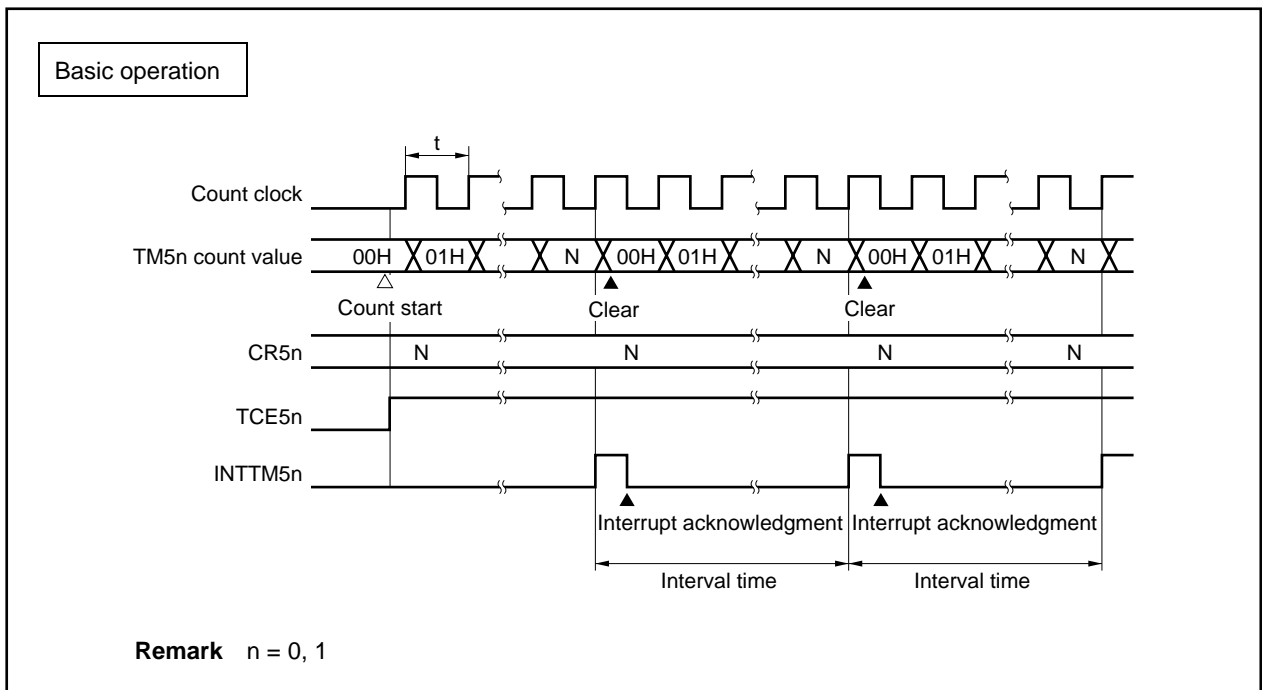 Basic operation
t
Count clock
TM5n count value 00H 01H N 00H 01H N 00H 01H N
Count start Clear Clear
CR5n N N N N
TCE5n
INTTM5n
Interrupt acknowledgment Interrupt acknowledgment
Interval time Interval time
Remark n = 0, 1